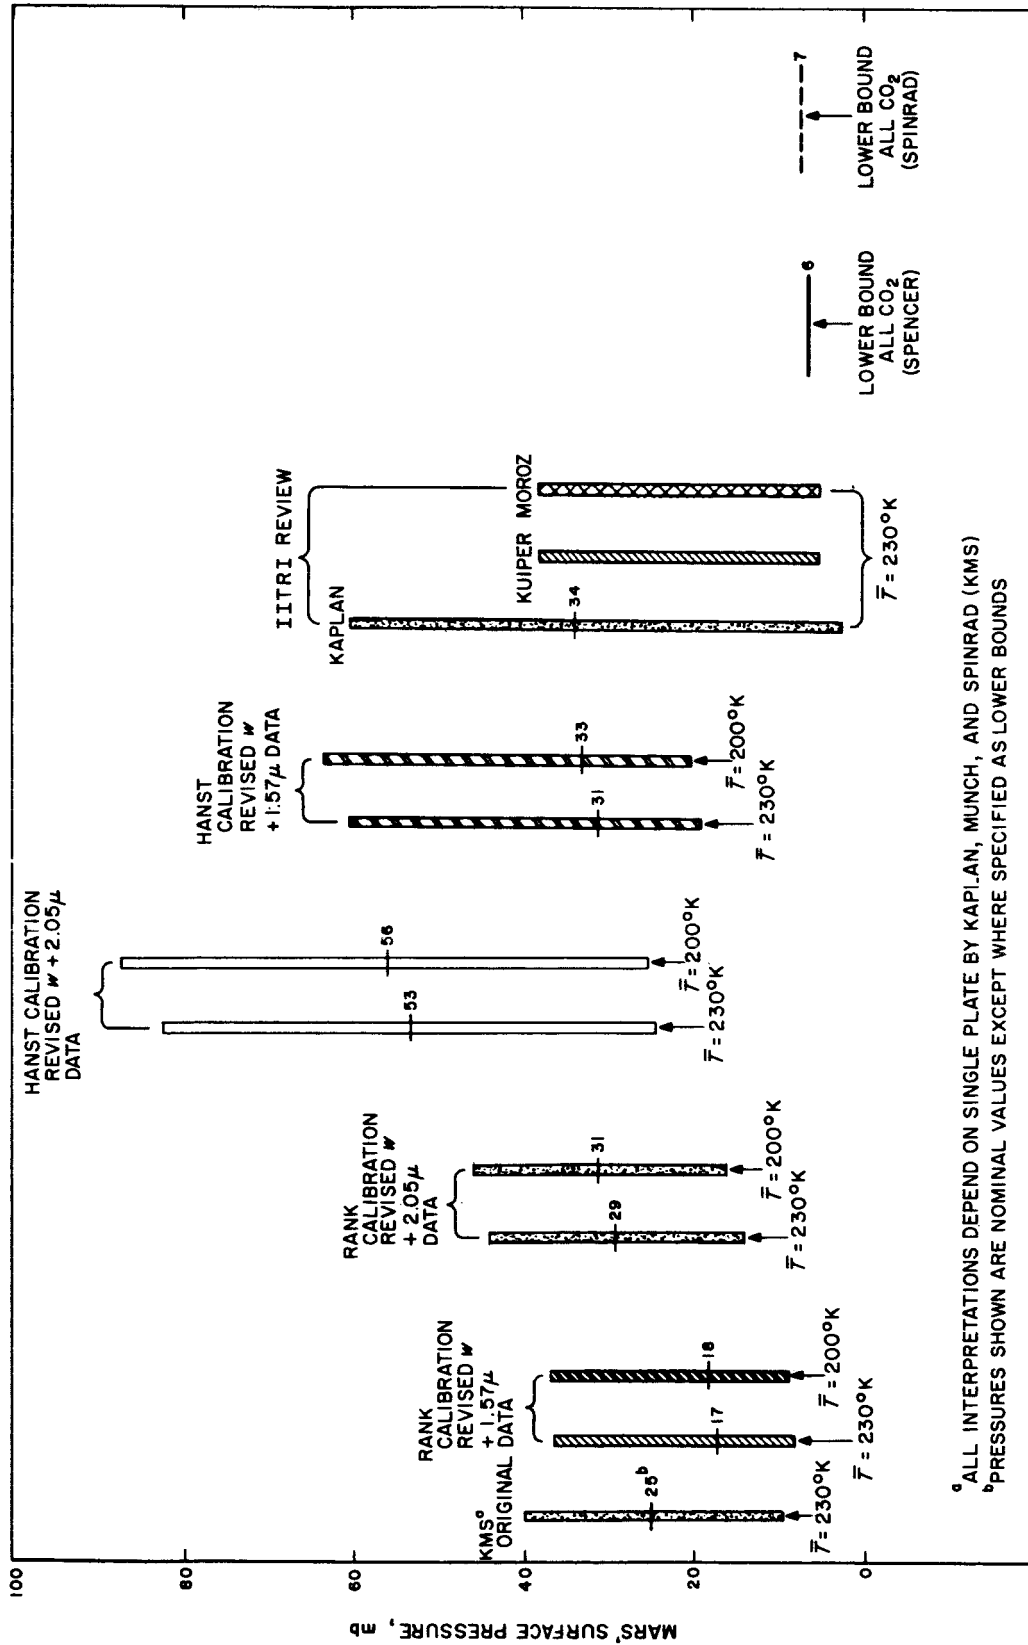 MARS' SURFACE PRESSURE, mb
100
80
60
40
20
0
KMSᵃ
ORIGINAL DATA
25ᵇ
T̄ = 230°K
RANK
CALIBRATION
REVISED w
+ 1.57μ
17
18
T̄ = 230°K
T̄ = 200°K
RANK
CALIBRATION
REVISED w
+ 2.05μ
DATA
29
31
T̄ = 230°K
T̄ = 200°K
HANST CALIBRATION
REVISED w + 2.05μ
DATA
53
56
T̄ = 230°K
T̄ = 200°K
HANST
CALIBRATION
REVISED w
+ 1.57μ DATA
31
33
T̄ = 230°K
T̄ = 200°K
IITRI REVIEW
KAPLAN
34
KUIPER
MOROZ
T̄ = 230°K
6
LOWER BOUND
ALL CO₂
(SPENCER)
7
LOWER BOUND
ALL CO₂
(SPINRAD)
ᵃALL INTERPRETATIONS DEPEND ON SINGLE PLATE BY KAPLAN, MUNCH, AND SPINRAD (KMS)
ᵇPRESSURES SHOWN ARE NOMINAL VALUES EXCEPT WHERE SPECIFIED AS LOWER BOUNDS